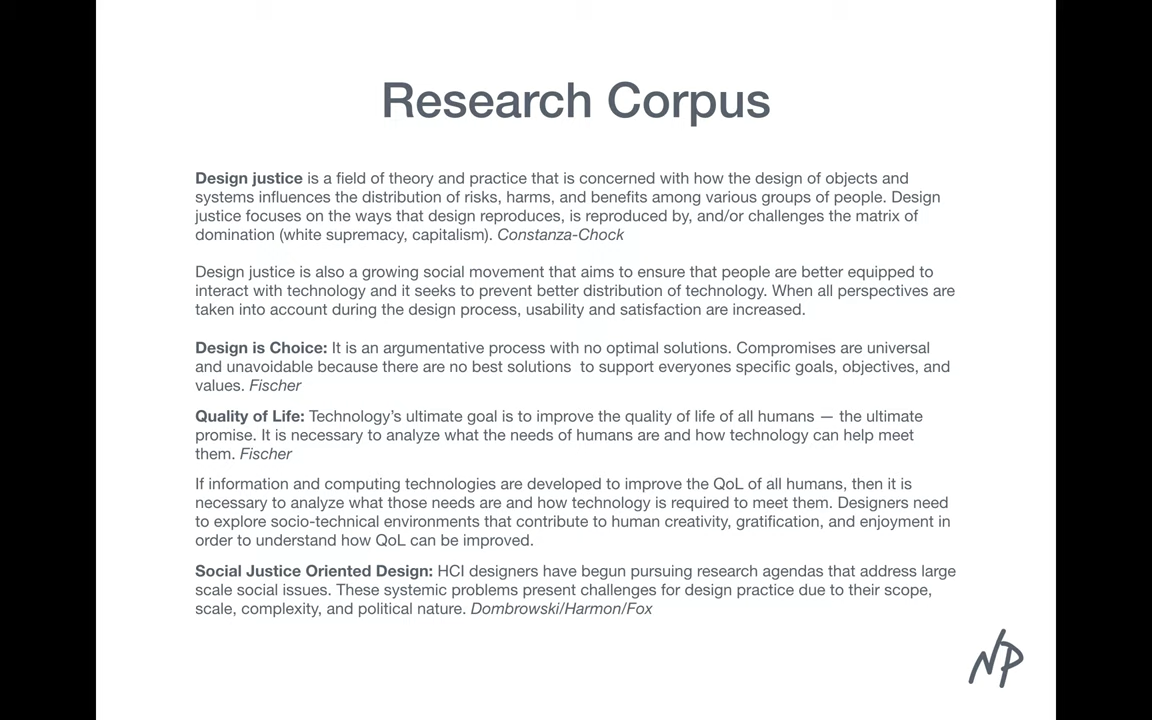 Research Corpus
Design justice is a field of theory and practice that is concerned with how the design of objects and
systems influences the distribution of risks, harms, and benefits among various groups of people. Design
justice focuses on the ways that design reproduces, is reproduced by, and/or challenges the matrix of
domination (white supremacy, capitalism). Constanza-Chock
Design justice is also a growing social movement that aims to ensure that people are better equipped to
interact with technology and it seeks to prevent better distribution of technology. When all perspectives are
taken into account during the design process, usability and satisfaction are increased.
Design is Choice: It is an argumentative process with no optimal solutions. Compromises are universal
and unavoidable because there are no best solutions  to support everyones specific goals, objectives, and
values. Fischer
Quality of Life: Technology’s ultimate goal is to improve the quality of life of all humans — the ultimate
promise. It is necessary to analyze what the needs of humans are and how technology can help meet
them. Fischer
If information and computing technologies are developed to improve the QoL of all humans, then it is
necessary to analyze what those needs are and how technology is required to meet them. Designers need
to explore socio-technical environments that contribute to human creativity, gratification, and enjoyment in
order to understand how QoL can be improved.
Social Justice Oriented Design: HCI designers have begun pursuing research agendas that address large
scale social issues. These systemic problems present challenges for design practice due to their scope,
scale, complexity, and political nature. Dombrowski/Harmon/Fox
NP